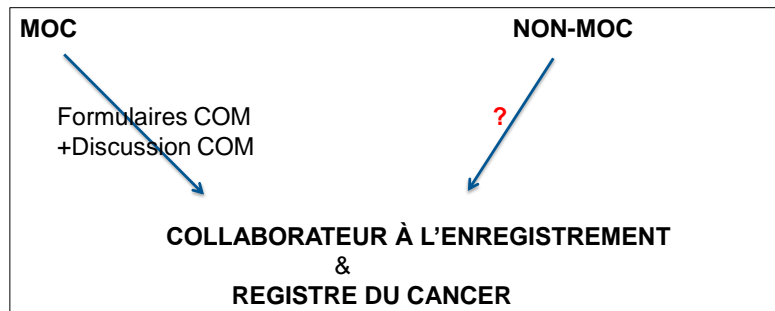 MOC
NON-MOC
Formulaires COM
?
+Discussion COM
COLLABORATEUR À L'ENREGISTREMENT
&
REGISTRE DU CANCER